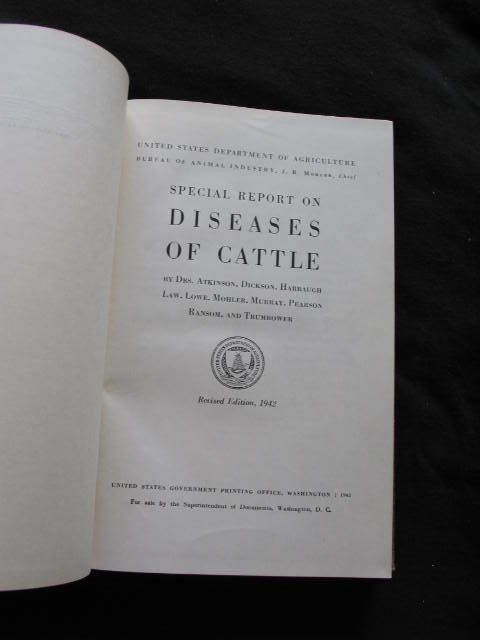 UNITED STATES DEPARTMENT OF AGRICULTURE
BUREAU OF ANIMAL INDUSTRY, J. R. MOHLER, Chief
SPECIAL REPORT ON
DISEASES
OF CATTLE
BY DRS. ATKINSON, DICKSON, HARBAUGH
LAW, LOWE, MOHLER, MURRAY, PEARSON
RANSOM, AND TRUMBOWER
Revised Edition, 1942
UNITED STATES GOVERNMENT PRINTING OFFICE, WASHINGTON :
For sale by the Superintendent of Documents, Washington, D. C.